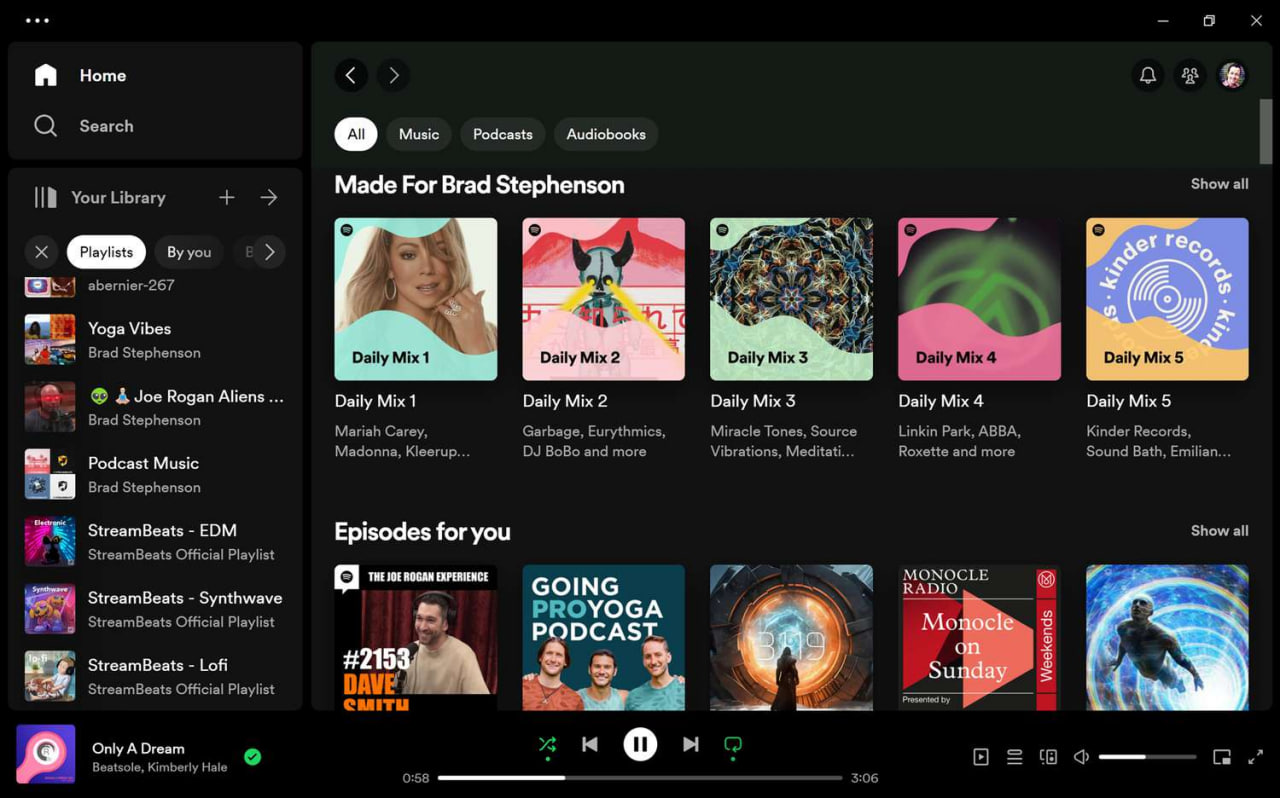 Home
Search
Your Library
Playlists
By you
abernier-267
Yoga Vibes
Brad Stephenson
👽 🧘 Joe Rogan Aliens ...
Brad Stephenson
Podcast Music
Brad Stephenson
Electronic
StreamBeats - EDM
StreamBeats Official Playlist
Synthwave
StreamBeats - Synthwave
StreamBeats Official Playlist
lo-fi
StreamBeats - Lofi
StreamBeats Official Playlist
All
Music
Podcasts
Audiobooks
Made For Brad Stephenson
Show all
Daily Mix 1
Daily Mix 1
Mariah Carey,
Madonna, Kleerup...
Daily Mix 2
Daily Mix 2
Garbage, Eurythmics,
DJ BoBo and more
Daily Mix 3
Daily Mix 3
Miracle Tones, Source
Vibrations, Meditati...
Daily Mix 4
Daily Mix 4
Linkin Park, ABBA,
Roxette and more
kinder records
Daily Mix 5
Daily Mix 5
Kinder Records,
Sound Bath, Emilian...
Episodes for you
Show all
THE JOE ROGAN EXPERIENCE
#2153
DAVE
SMITH
GOING
PROYOGA
PODCAST
3119
MONOCLE
RADIO
Monocle
on
Sunday
Weekends
Presented by
Only A Dream
Beatsole, Kimberly Hale
0:58
3:06